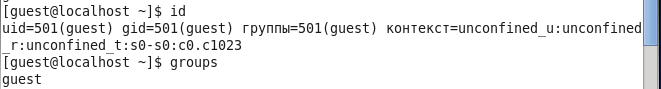 [guest@localhost ~]$ id
uid=501(guest) gid=501(guest) группы=501(guest) контекст=unconfined_u:unconfined
_r:unconfined_t:s0-s0:c0.c1023
[guest@localhost ~]$ groups
guest